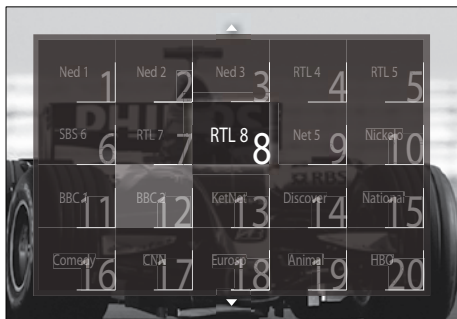 Ned 1 1 Ned 2 2 Ned 3 3 RTL 4 4 RTL 5 5
SBS 6 6 RTL 7 7 RTL 8 8 Net 5 9 Nickelo 10
BBC 1 11 BBC 2 12 KetNet 13 Discover 14 National 15
Comedy 16 CNN 17 Eurosp 18 Animal 19 HBO 20
PHILIPS
RBS